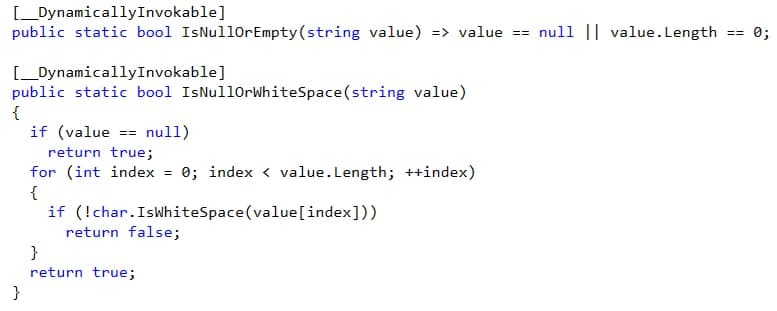 [__DynamicallyInvokable]
public static bool IsNullOrEmpty(string value) => value == null || value.Length == 0;

[__DynamicallyInvokable]
public static bool IsNullOrWhiteSpace(string value)
{
  if (value == null)
    return true;
  for (int index = 0; index < value.Length; ++index)
  {
    if (!char.IsWhiteSpace(value[index]))
      return false;
  }
  return true;
}